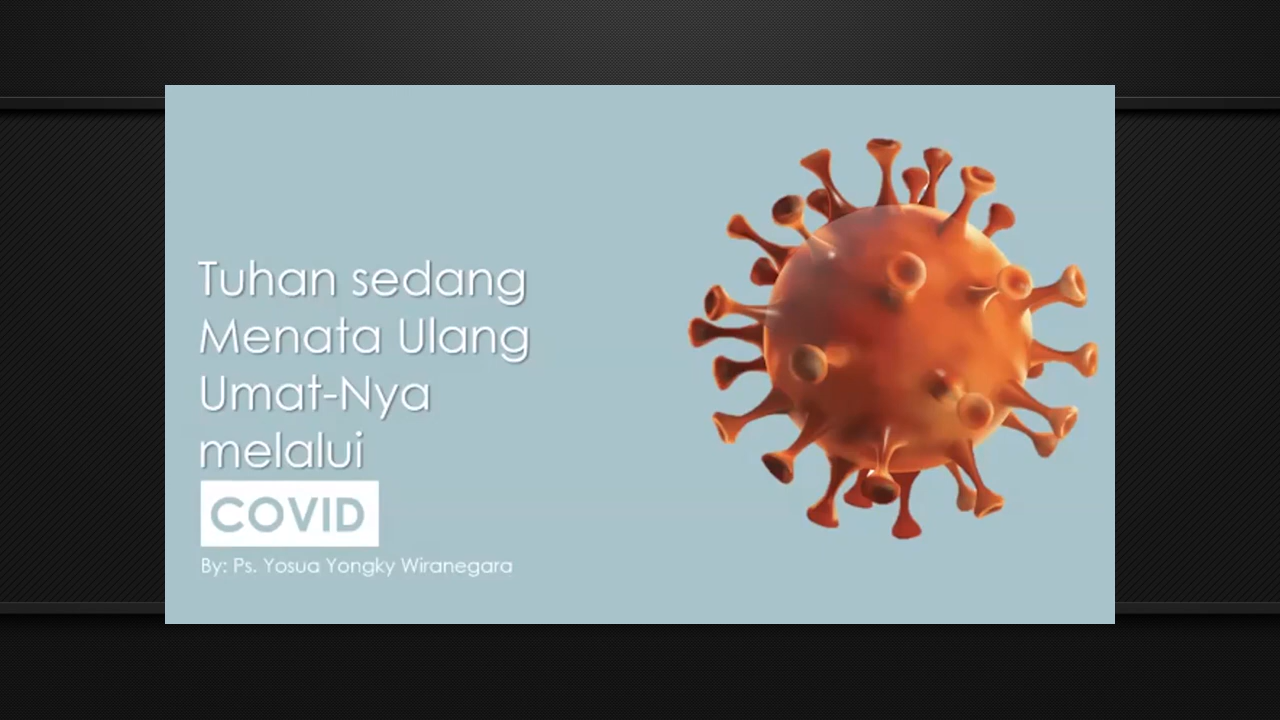 Tuhan sedang
Menata Ulang
Umat-Nya
melalui
COVID
By: Ps. Yosua Yongky Wiranegara